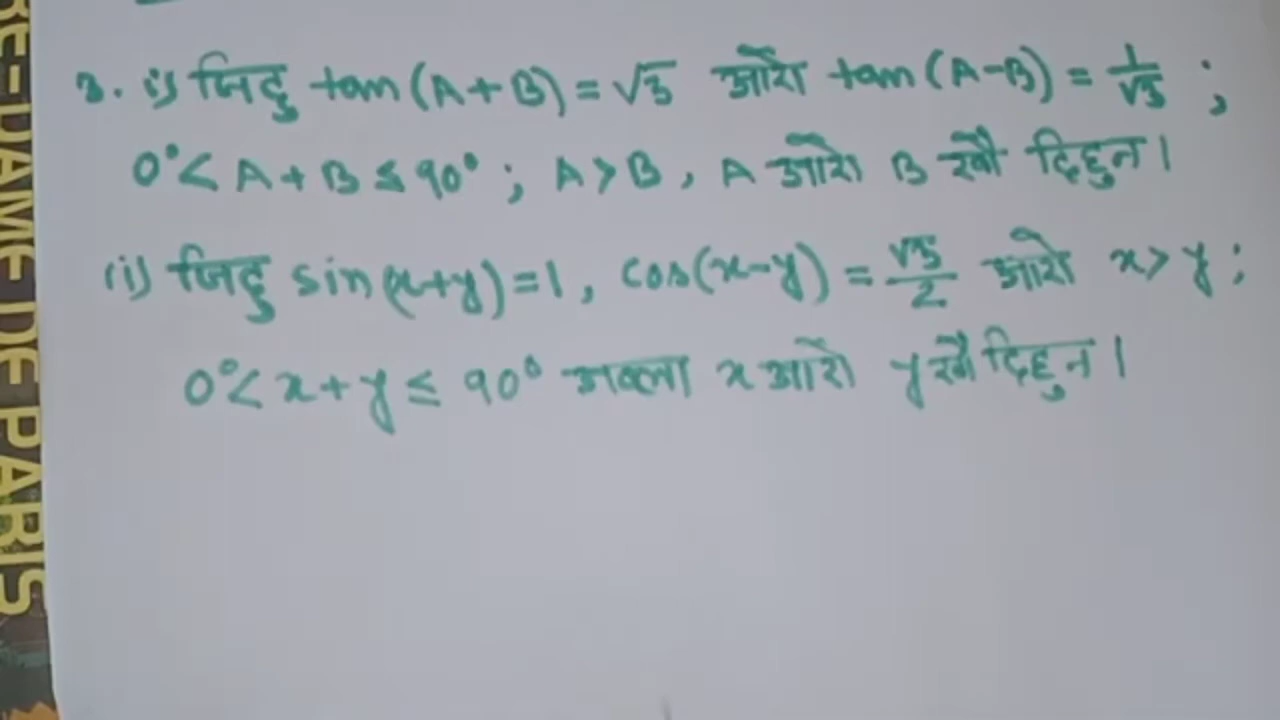 RE-DAME DE PARIS
3. i) जिदु tan(A+B) = √3 आरो tan(A-B) = 1/√3 ;
0° < A + B ≤ 90° ; A > B , A आरो B खौ दिहुन।
(ii) जिदु sin(x+y) = 1 , cos(x-y) = √3/2 आरो x > y ;
0° < x + y ≤ 90° अब्ला x आरो y खौ दिहुन।